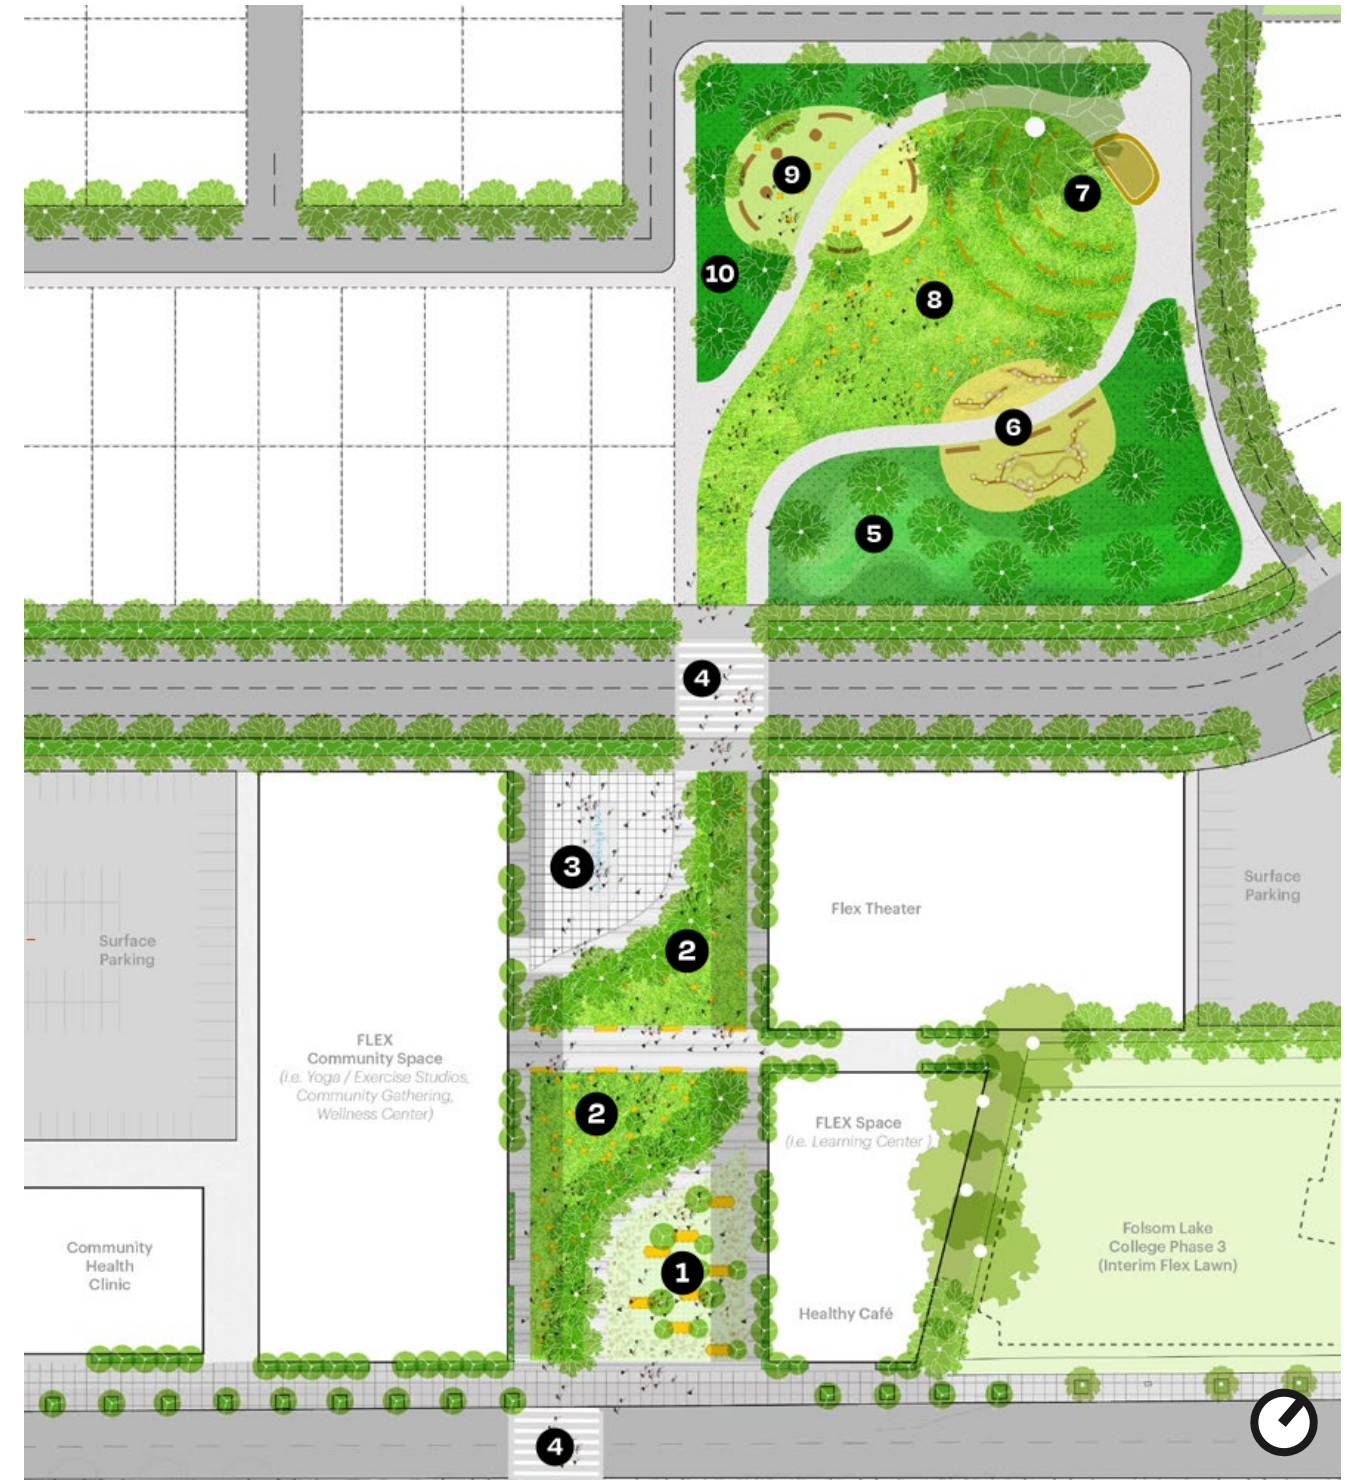 9
7
10
8
6
5
4
3
Flex Theater
Surface
Parking
2
Surface
Parking
FLEX
Community Space
(i.e. Yoga / Exercise Studios,
Community Gathering,
Wellness Center)
2
FLEX Space
(i.e. Learning Center )
Community
Health
Clinic
1
Folsom Lake
College Phase 3
(Interim Flex Lawn)
Healthy Café
4